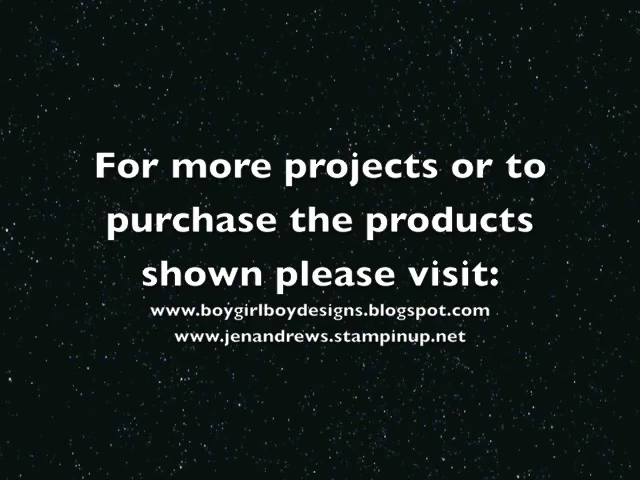 For more projects or to
purchase the products
shown please visit:
www.boygirlboydesigns.blogspot.com
www.jenandrews.stampinup.net